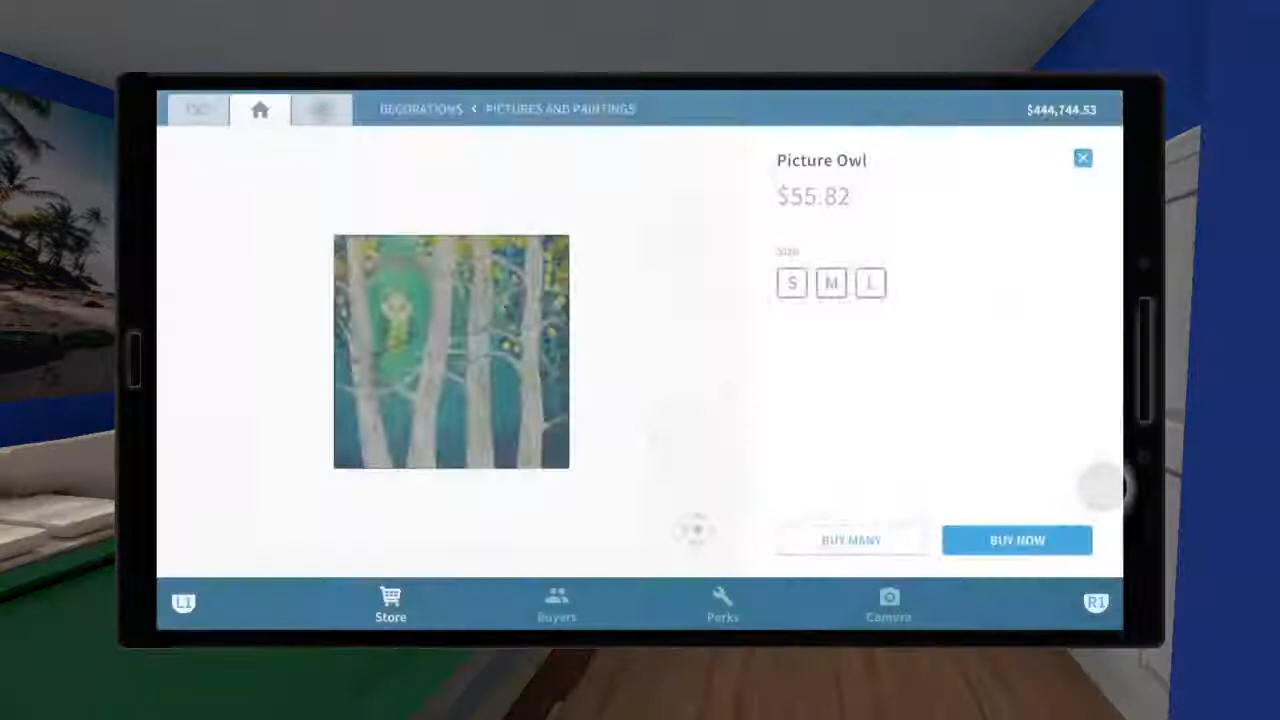 DECORATIONS < PICTURES AND PAINTINGS
$444,744.53
Picture Owl
$55.82
Size
S M L
BUY MANY
BUY NOW
L1
Store
Buyers
Perks
Camera
R1